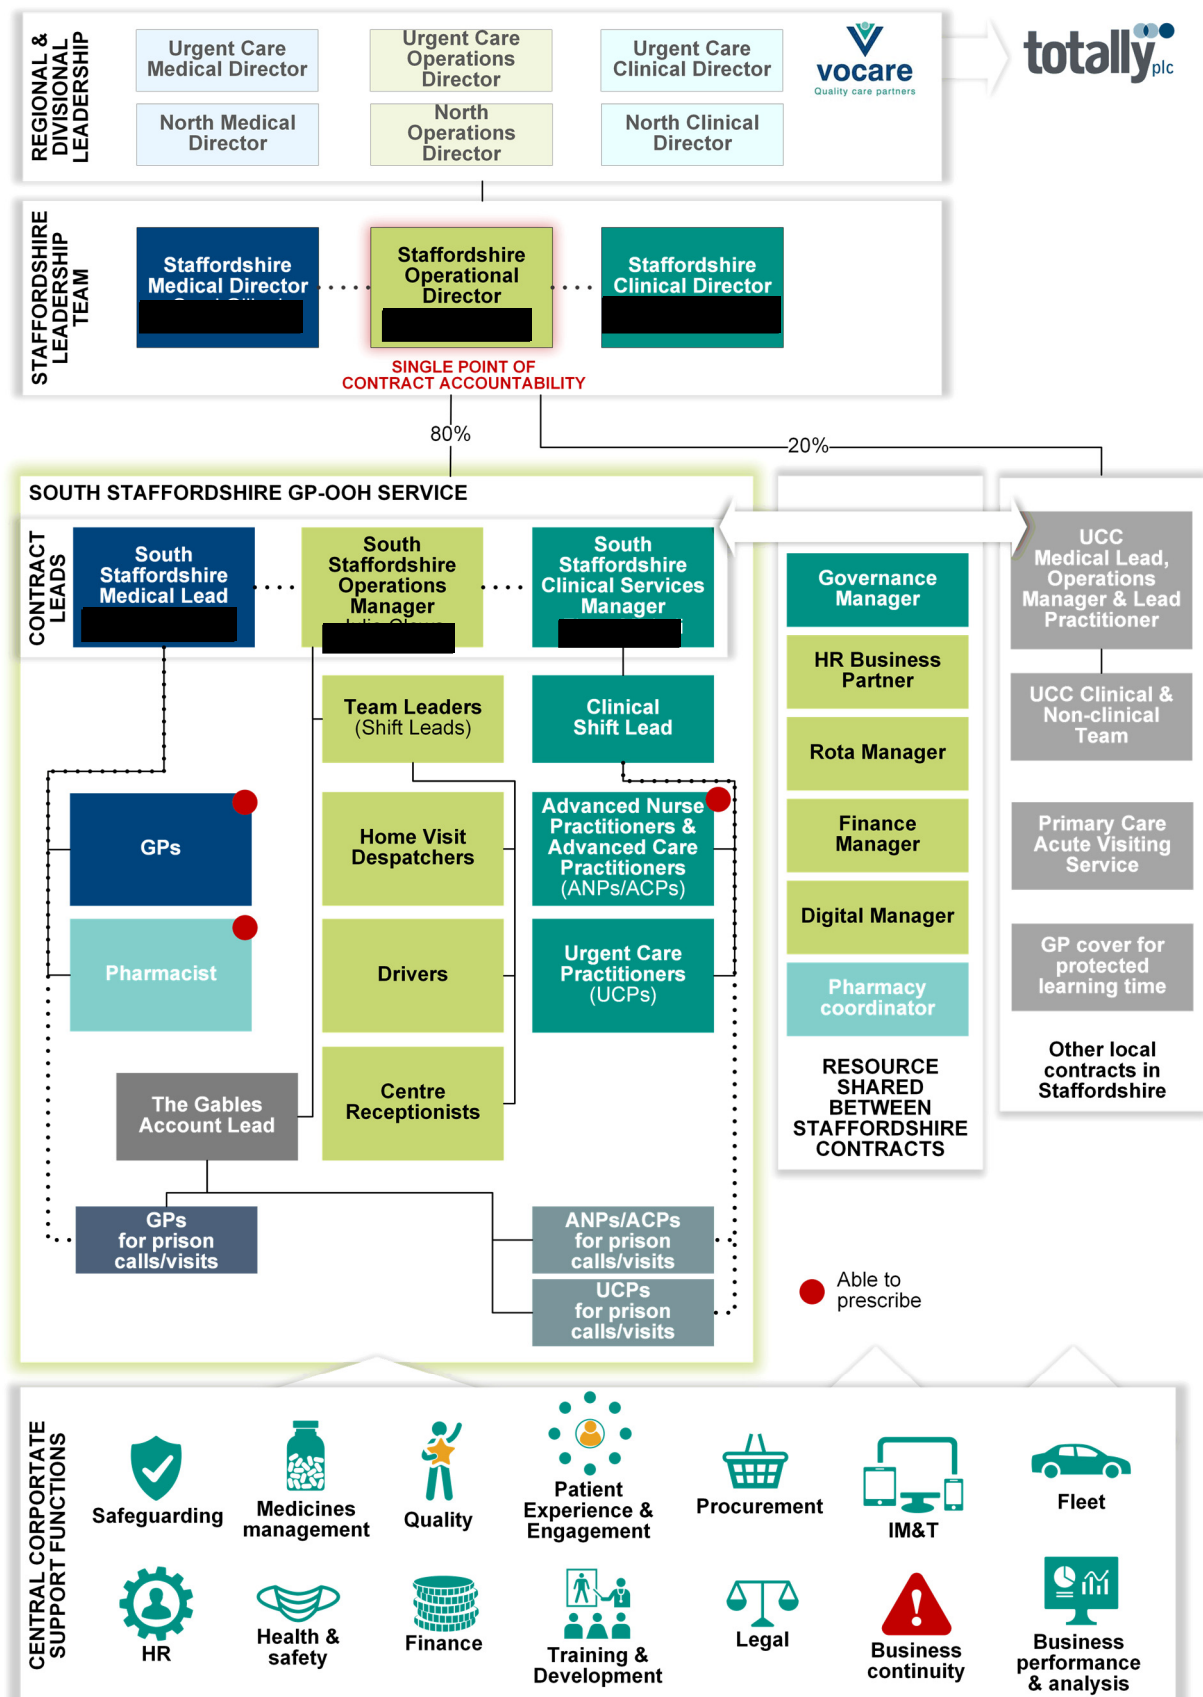 REGIONAL &
DIVISIONAL
LEADERSHIP
Urgent Care
Medical Director
Urgent Care
Operations
Director
Urgent Care
Clinical Director
North Medical
Director
North
Operations
Director
North Clinical
Director
vocare
Quality care partners
totally
plc
STAFFORDSHIRE
LEADERSHIP
TEAM
Staffordshire
Medical Director
Staffordshire
Operational
Director
Staffordshire
Clinical Director
SINGLE POINT OF
CONTRACT ACCOUNTABILITY
80%
20%
SOUTH STAFFORDSHIRE GP-OOH SERVICE
CONTRACT
LEADS
South
Staffordshire
Medical Lead
South
Staffordshire
Operations
Manager
South
Staffordshire
Clinical Services
Manager
Team Leaders
(Shift Leads)
Clinical
Shift Lead
GPs
Home Visit
Despatchers
Advanced Nurse
Practitioners &
Advanced Care
Practitioners
(ANPs/ACPs)
Pharmacist
Drivers
Urgent Care
Practitioners
(UCPs)
The Gables
Account Lead
Centre
Receptionists
GPs
for prison
calls/visits
ANPs/ACPs
for prison
calls/visits
UCPs
for prison
calls/visits
Governance
Manager
HR Business
Partner
Rota Manager
Finance
Manager
Digital Manager
Pharmacy
coordinator
RESOURCE
SHARED
BETWEEN
STAFFORDSHIRE
CONTRACTS
UCC
Medical Lead,
Operations
Manager & Lead
Practitioner
UCC Clinical &
Non-clinical
Team
Primary Care
Acute Visiting
Service
GP cover for
protected
learning time
Other local
contracts in
Staffordshire
Able to
prescribe
CENTRAL CORPORTATE
SUPPORT FUNCTIONS
Safeguarding
Medicines
management
Quality
Patient
Experience &
Engagement
Procurement
IM&T
Fleet
HR
Health &
safety
Finance
Training &
Development
Legal
Business
continuity
Business
performance
& analysis